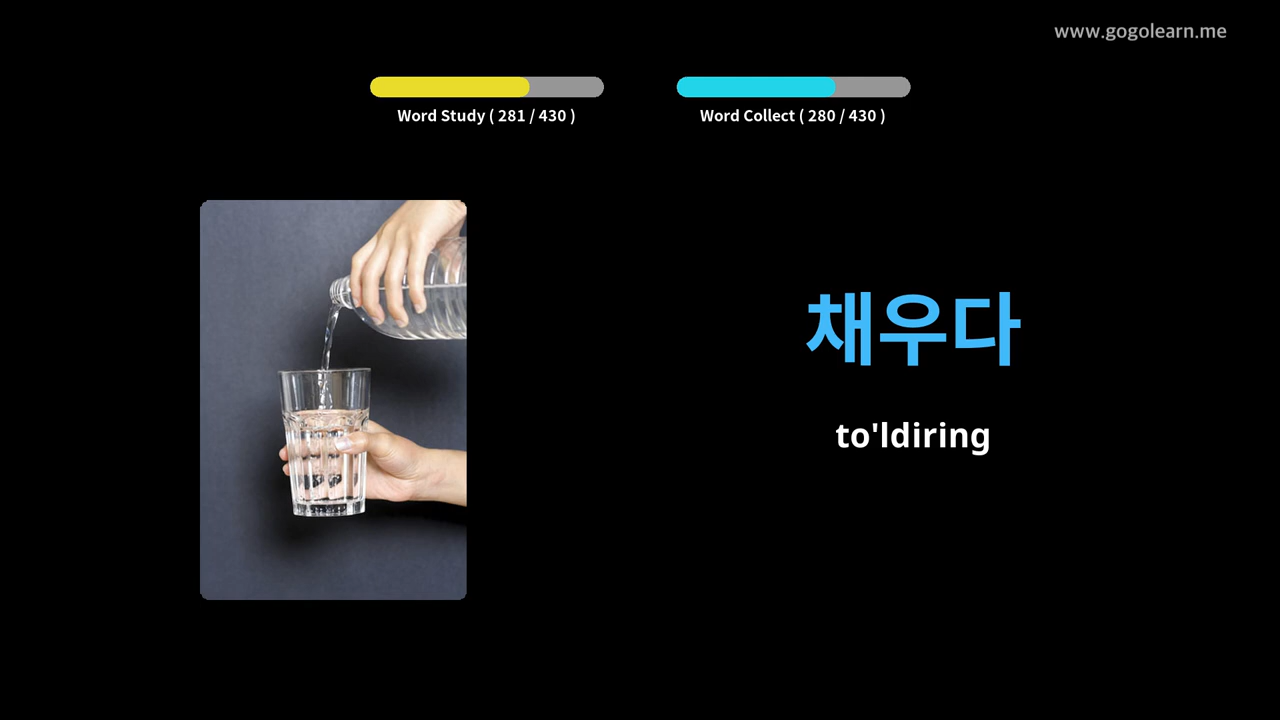 www.gogolearn.me
Word Study ( 281 / 430 )
Word Collect ( 280 / 430 )
채우다
to'ldiring